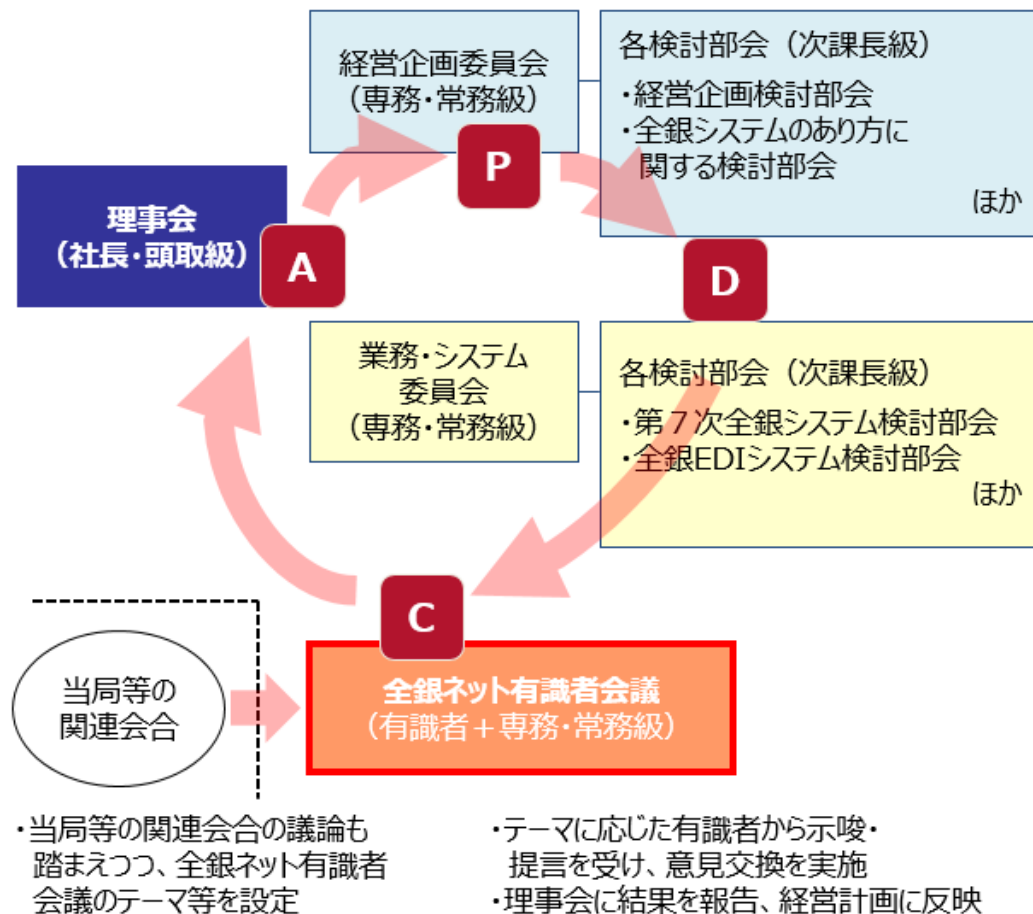 経営企画委員会
（専務・常務級）
各検討部会（次課長級）
・経営企画検討部会
・全銀システムのあり方に
関する検討部会
ほか
P
理事会
（社長・頭取級）
A
D
業務・システム
委員会
（専務・常務級）
各検討部会（次課長級）
・第７次全銀システム検討部会
・全銀EDIシステム検討部会
ほか
C
当局等の
関連会合
全銀ネット有識者会議
（有識者＋専務・常務級）
・当局等の関連会合の議論も
踏まえつつ、全銀ネット有識者
会議のテーマ等を設定
・テーマに応じた有識者から示唆・
提言を受け、意見交換を実施
・理事会に結果を報告、経営計画に反映